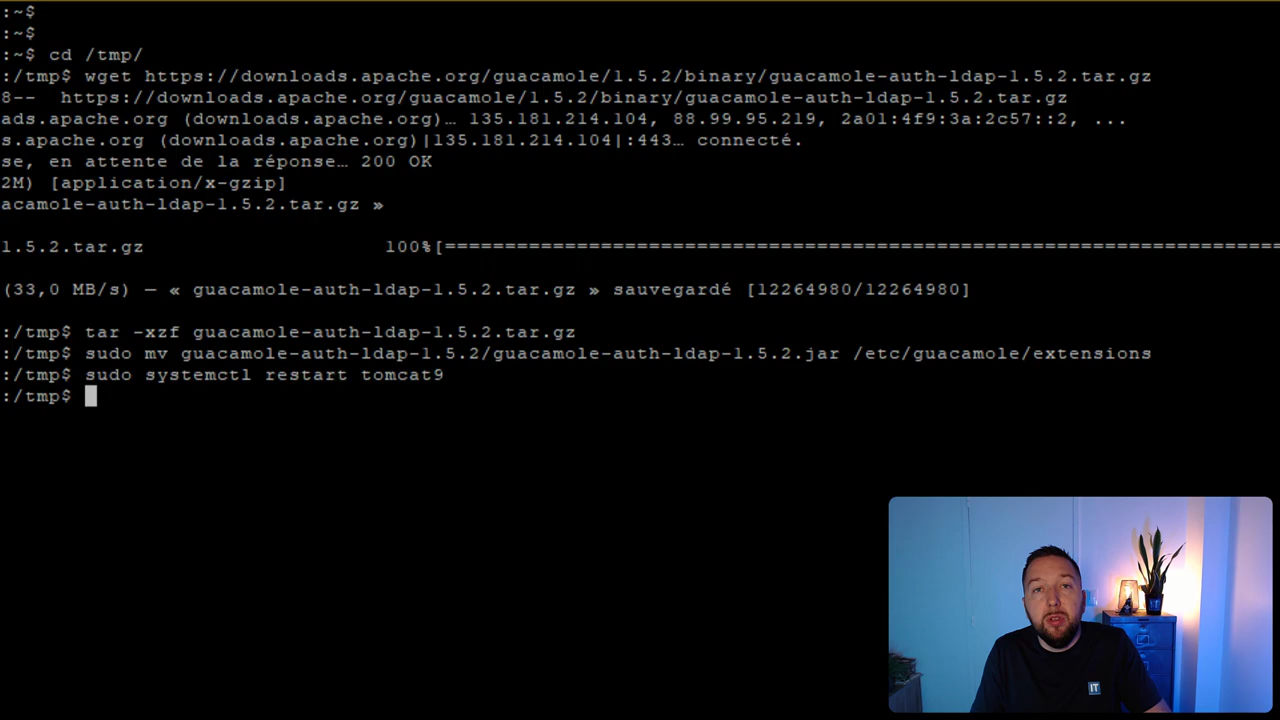 :~$
:~$
:~$ cd /tmp/
:/tmp$ wget https://downloads.apache.org/guacamole/1.5.2/binary/guacamole-auth-ldap-1.5.2.tar.gz
8--  https://downloads.apache.org/guacamole/1.5.2/binary/guacamole-auth-ldap-1.5.2.tar.gz
ads.apache.org (downloads.apache.org)… 135.181.214.104, 88.99.95.219, 2a01:4f9:3a:2c57::2, ...
s.apache.org (downloads.apache.org)|135.181.214.104|:443… connecté.
se, en attente de la réponse… 200 OK
2M) [application/x-gzip]
acamole-auth-ldap-1.5.2.tar.gz »
1.5.2.tar.gz 100%[======================================================================
(33,0 MB/s) — « guacamole-auth-ldap-1.5.2.tar.gz » sauvegardé [12264980/12264980]
:/tmp$ tar -xzf guacamole-auth-ldap-1.5.2.tar.gz
:/tmp$ sudo mv guacamole-auth-ldap-1.5.2/guacamole-auth-ldap-1.5.2.jar /etc/guacamole/extensions
:/tmp$ sudo systemctl restart tomcat9
:/tmp$
IT